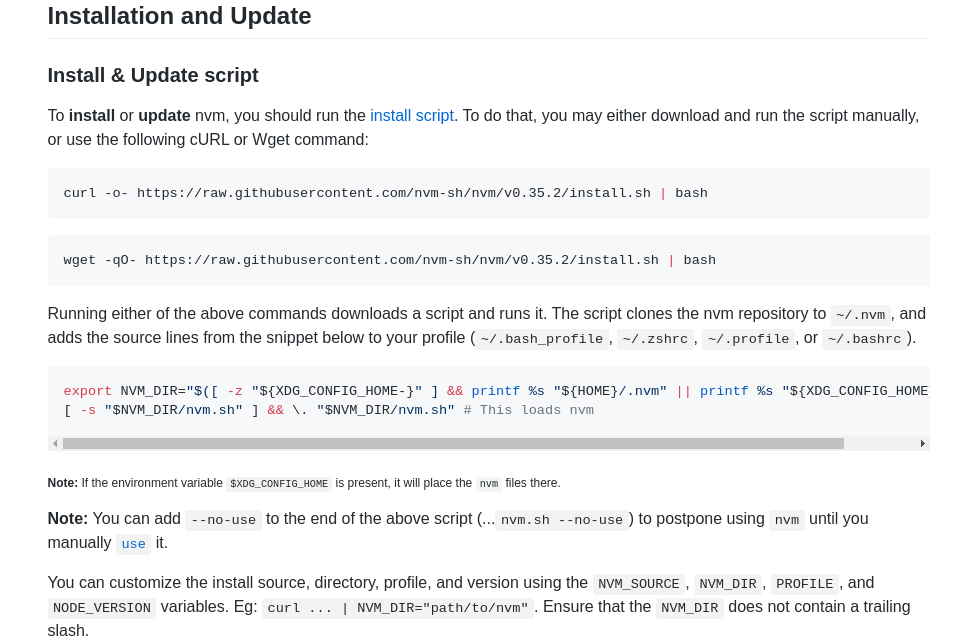 Installation and Update
Install & Update script
To install or update nvm, you should run the install script. To do that, you may either download and run the script manually,
or use the following cURL or Wget command:
curl -o- https://raw.githubusercontent.com/nvm-sh/nvm/v0.35.2/install.sh | bash
wget -qO- https://raw.githubusercontent.com/nvm-sh/nvm/v0.35.2/install.sh | bash
Running either of the above commands downloads a script and runs it. The script clones the nvm repository to ~/.nvm, and
adds the source lines from the snippet below to your profile (~/.bash_profile, ~/.zshrc, ~/.profile, or ~/.bashrc).
export NVM_DIR="$([ -z "${XDG_CONFIG_HOME-}" ] && printf %s "${HOME}/.nvm" || printf %s "${XDG_CONFIG_HOME}
[ -s "$NVM_DIR/nvm.sh" ] && \. "$NVM_DIR/nvm.sh" # This loads nvm
Note: If the environment variable $XDG_CONFIG_HOME is present, it will place the nvm files there.
Note: You can add --no-use to the end of the above script (...nvm.sh --no-use) to postpone using nvm until you
manually use it.
You can customize the install source, directory, profile, and version using the NVM_SOURCE, NVM_DIR, PROFILE, and
NODE_VERSION variables. Eg: curl ... | NVM_DIR="path/to/nvm". Ensure that the NVM_DIR does not contain a trailing
slash.